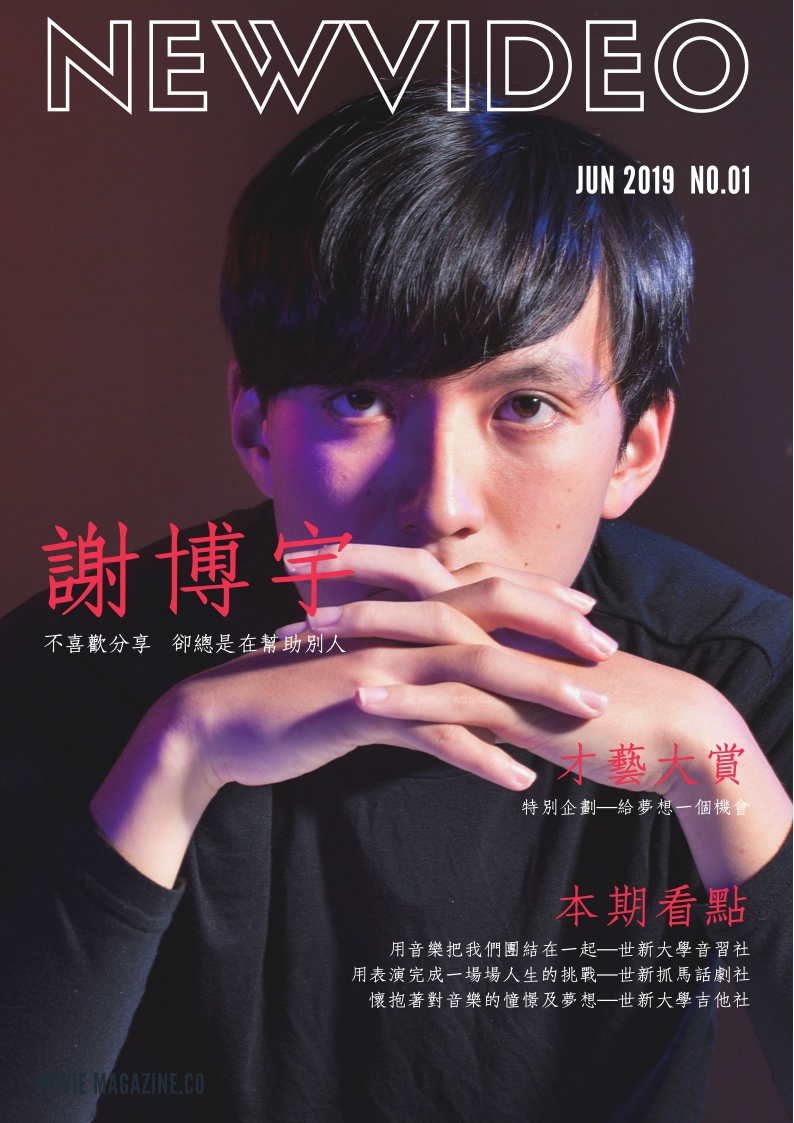 NEWVIDEO
JUN 2019 NO.01
謝博宇
不喜歡分享 卻總是在幫助別人
才藝大賞
特別企劃—給夢想一個機會
本期看點
用音樂把我們團結在一起—世新大學音習社
用表演完成一場場人生的挑戰—世新抓馬話劇社
懷抱著對音樂的憧憬及夢想—世新大學吉他社
MAGAZINE.CO